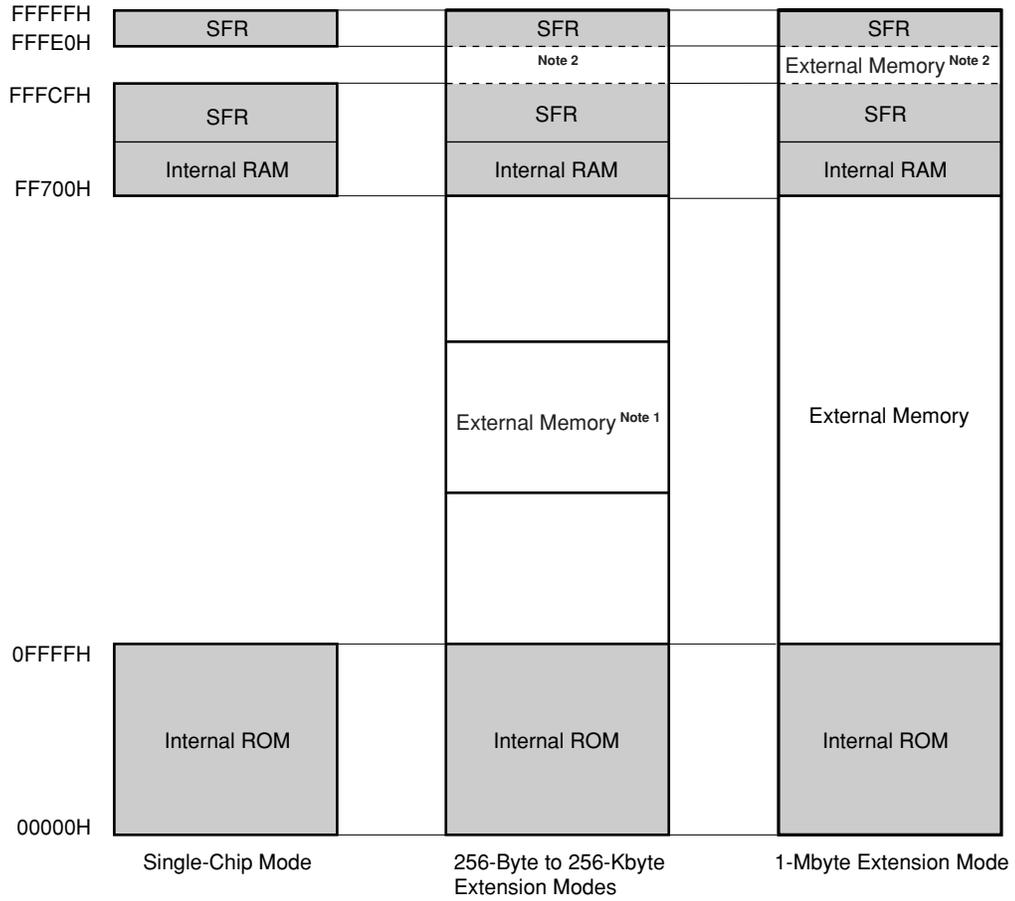 FFFFFH
SFR
SFR
SFR
FFFE0H
Note 2
External Memory Note 2
FFFCFH
SFR
SFR
SFR
Internal RAM
Internal RAM
Internal RAM
FF700H
External Memory Note 1
External Memory
0FFFFH
Internal ROM
Internal ROM
Internal ROM
00000H
Single-Chip Mode
256-Byte to 256-Kbyte
Extension Modes
1-Mbyte Extension Mode